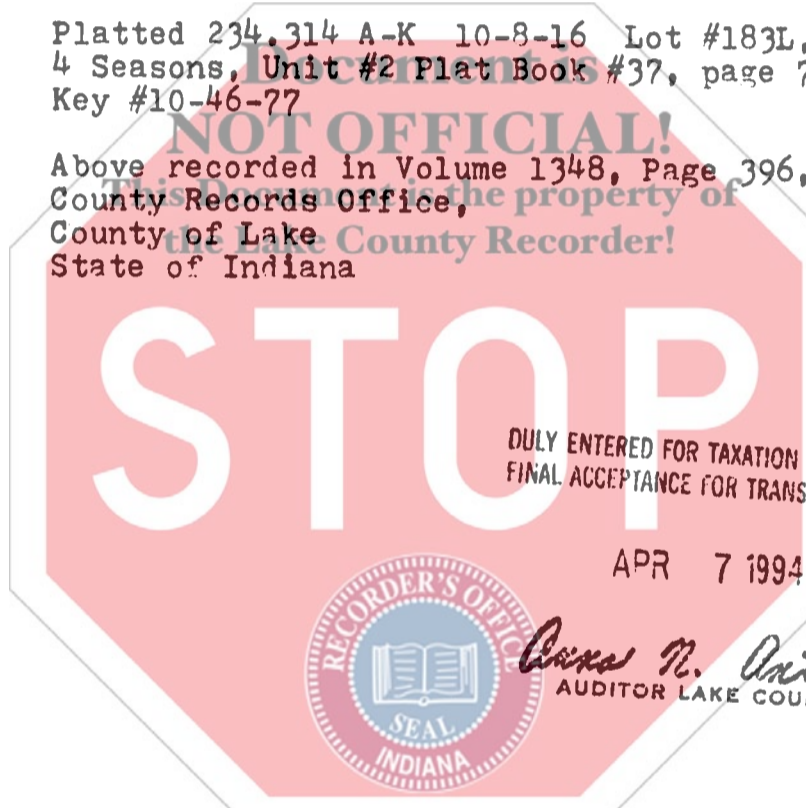 Platted 234.314 A-K 10-8-16 Lot #183L,
4 Seasons, Unit #2 Plat Book #37, page
Key #10-46-77
Document is
NOT OFFICIAL!
This Document is the property of
the Lake County Recorder!
Above recorded in Volume 1348, Page 396,
County Records Office,
County of Lake
State of Indiana
STOP
DULY ENTERED FOR TAXATION
FINAL ACCEPTANCE FOR TRANS
APR 7 1994
N.
AUDITOR LAKE COU
RECORDER'S OFFICE
SEAL
INDIANA